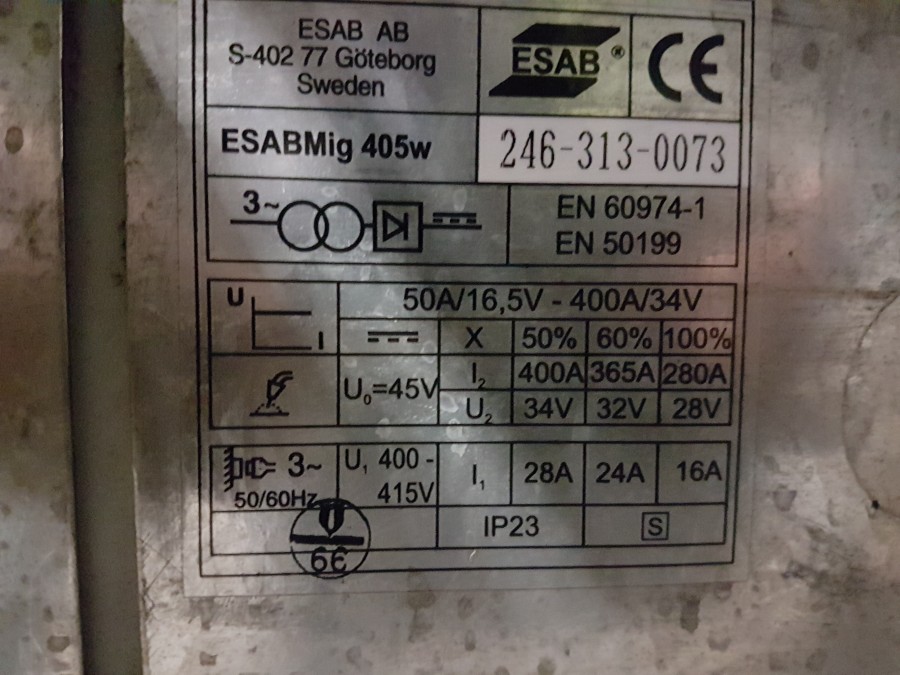 ESAB AB
S-402 77 Göteborg
Sweden
ESAB®
CE
ESABMig 405w
246-313-0073
3~
EN 60974-1
EN 50199
U
I
50A/16,5V - 400A/34V
X 50% 60% 100%
U₀=45V
I₂ 400A 365A 280A
U₂ 34V 32V 28V
3~
50/60Hz
U₁ 400 -
415V
I₁ 28A 24A 16A
IP23
S